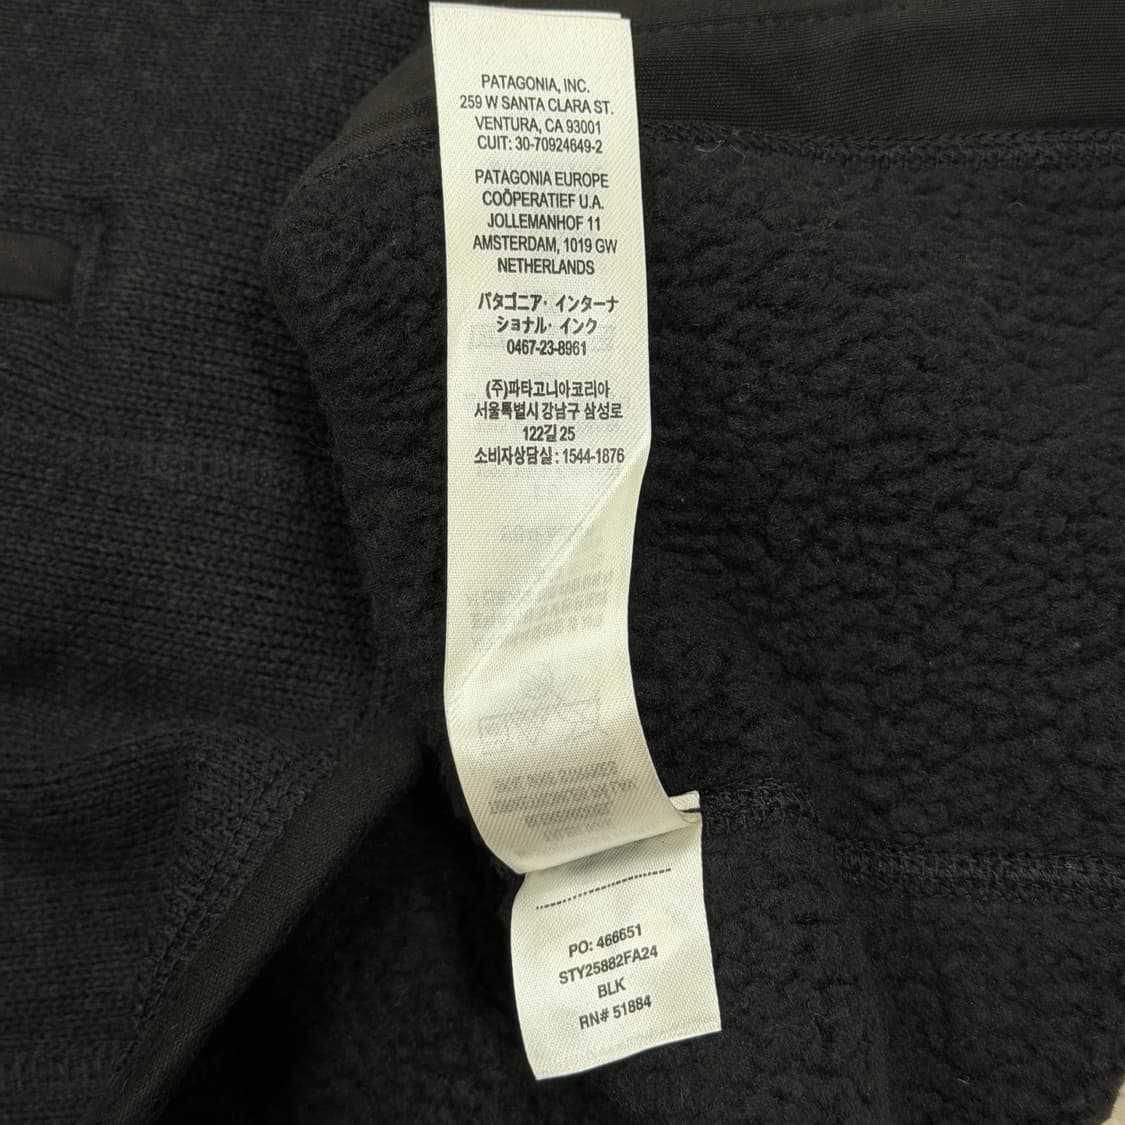 PATAGONIA, INC.
259 W SANTA CLARA ST.
VENTURA, CA 93001
CUIT: 30-70924649-2
PATAGONIA EUROPE
COÖPERATIEF U.A.
JOLLEMANHOF 11
AMSTERDAM, 1019 GW
NETHERLANDS
パタゴニア・インターナ
ショナル・インク
0467-23-8961
(주)파타고니아코리아
서울특별시 강남구 삼성로
122길 25
소비자상담실 : 1544-1876
PO: 466651
STY25882FA24
BLK
RN# 51884